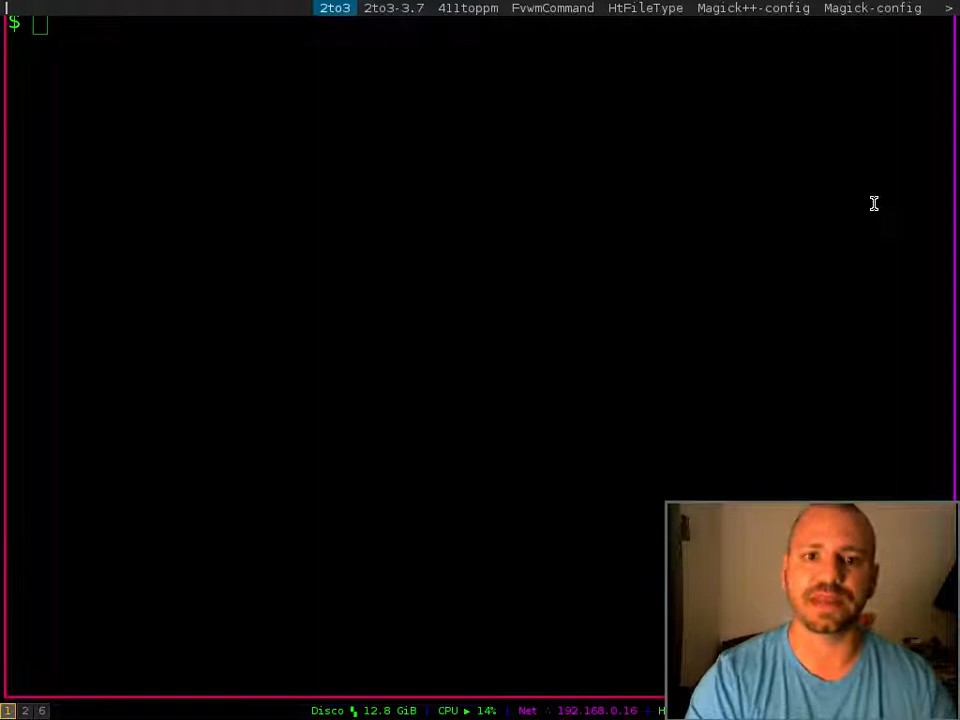 2to3 2to3-3.7 411toppm FvwmCommand HtFileType Magick++-config Magick-config >
$
1 2 6 Disco 12.8 GiB | CPU ▶ 14% | Net 192.168.0.16 H